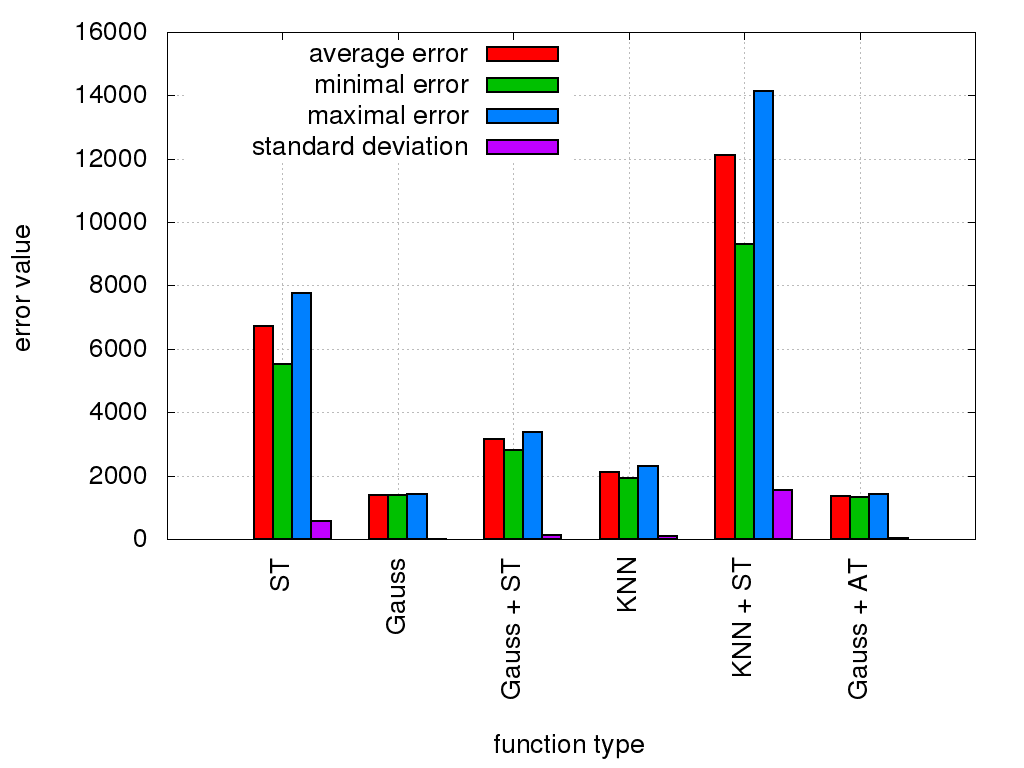 16000
14000
12000
10000
8000
6000
4000
2000
0
error value
average error
minimal error
maximal error
standard deviation
ST
Gauss
Gauss + ST
KNN
KNN + ST
Gauss + AT
function type